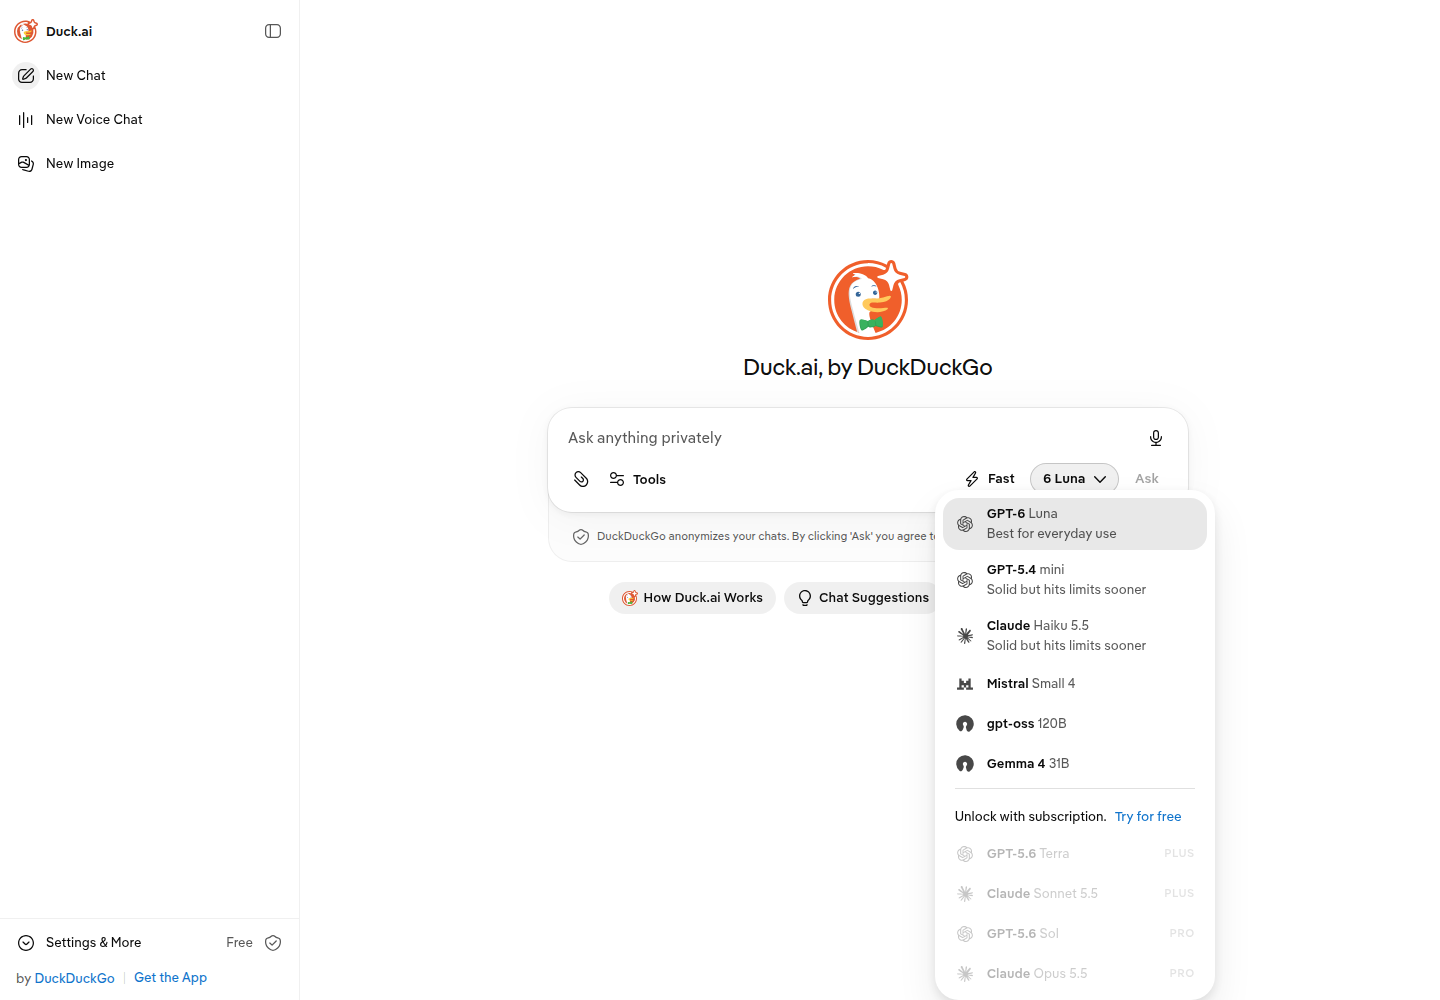 Duck.ai
New Chat
New Voice Chat
New Image
Duck.ai, by DuckDuckGo
Ask anything privately
Tools
Fast
6 Luna
Ask
DuckDuckGo anonymizes your chats. By clicking 'Ask' you agree to
How Duck.ai Works
Chat Suggestions
GPT-6 Luna
Best for everyday use
GPT-5.4 mini
Solid but hits limits sooner
Claude Haiku 5.5
Solid but hits limits sooner
Mistral Small 4
gpt-oss 120B
Gemma 4 31B
Unlock with subscription. Try for free
GPT-5.6 Terra PLUS
Claude Sonnet 5.5 PLUS
GPT-5.6 Sol PRO
Claude Opus 5.5 PRO
Settings & More Free
by DuckDuckGo Get the App